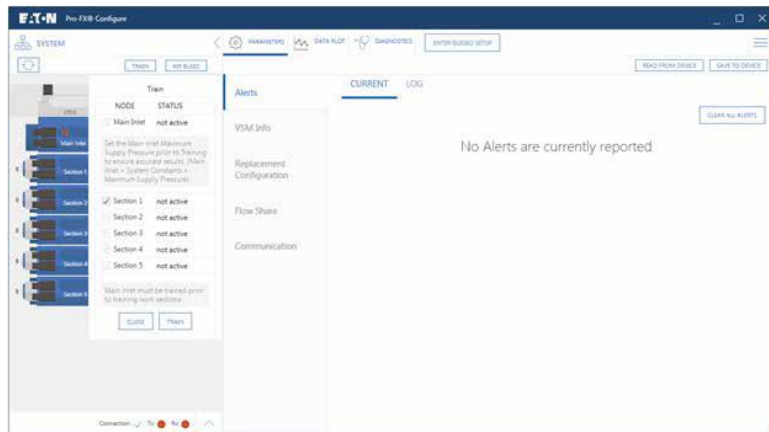 EATON Pro-FX® Configure
SYSTEM
PARAMETERS
DATA PLOT
DIAGNOSTICS
ENTER GUIDED SETUP
TRAIN
AIR BLEED
READ FROM DEVICE
SAVE TO DEVICE
VSM
Main Inlet
Section 1
Section 2
Section 3
Section 4
Section 5
Train
NODE STATUS
Main Inlet not active
Set the Main Inlet Maximum
Supply Pressure prior to Training
to ensure accurate results. (Main
Inlet > System Constants >
Maximum Supply Pressure)
Section 1 not active
Section 2 not active
Section 3 not active
Section 4 not active
Section 5 not active
Main Inlet must be trained prior
to training work sections.
CLOSE
TRAIN
Alerts
VSM Info
Replacement
Configuration
Flow Share
Communication
CURRENT LOG
CLEAR ALL ALERTS
No Alerts are currently reported
Connection: Tx Rx